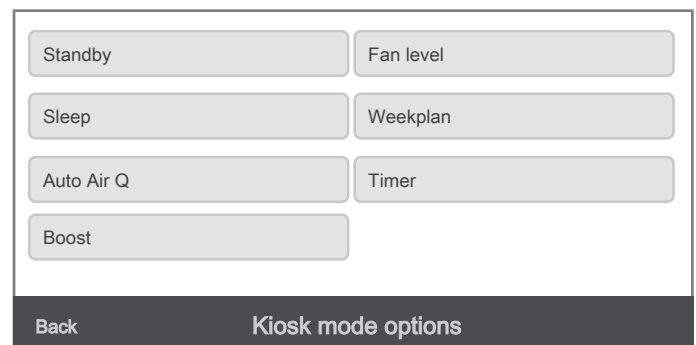 Standby
Fan level
Sleep
Weekplan
Auto Air Q
Timer
Boost
Back
Kiosk mode options